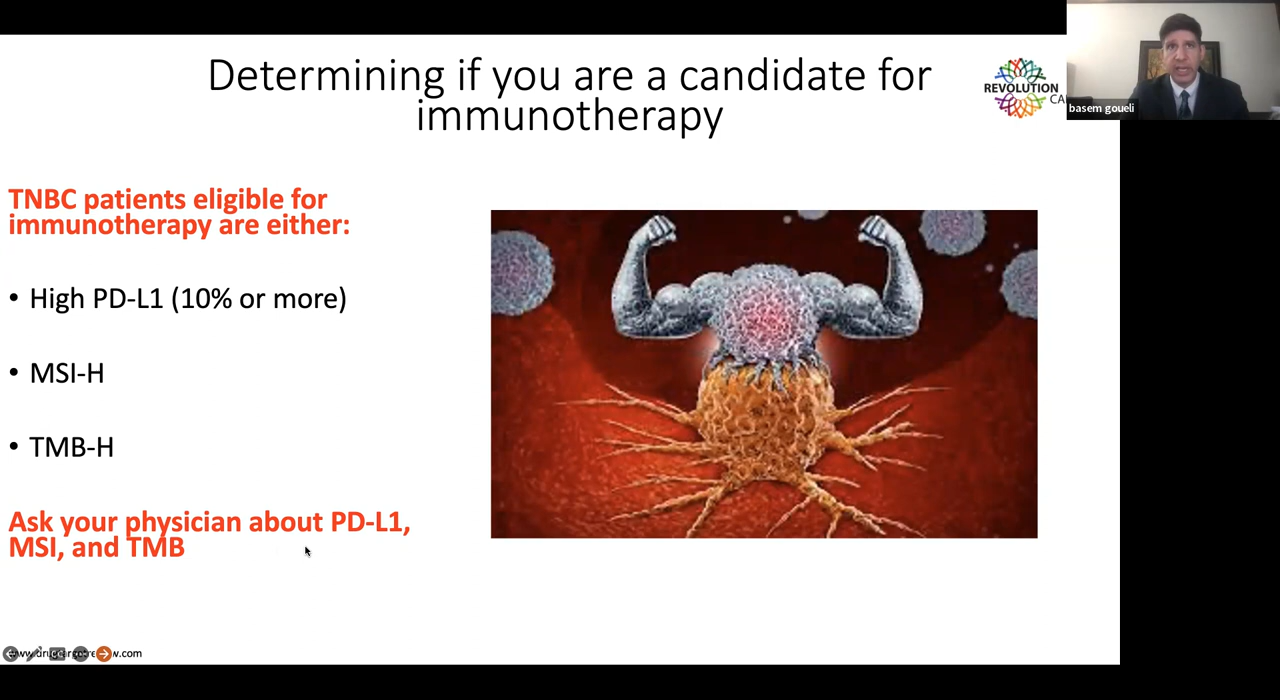 Determining if you are a candidate for
immunotherapy
REVOLUTION
CA
basem goueli
TNBC patients eligible for
immunotherapy are either:
• High PD-L1 (10% or more)
• MSI-H
• TMB-H
Ask your physician about PD-L1,
MSI, and TMB